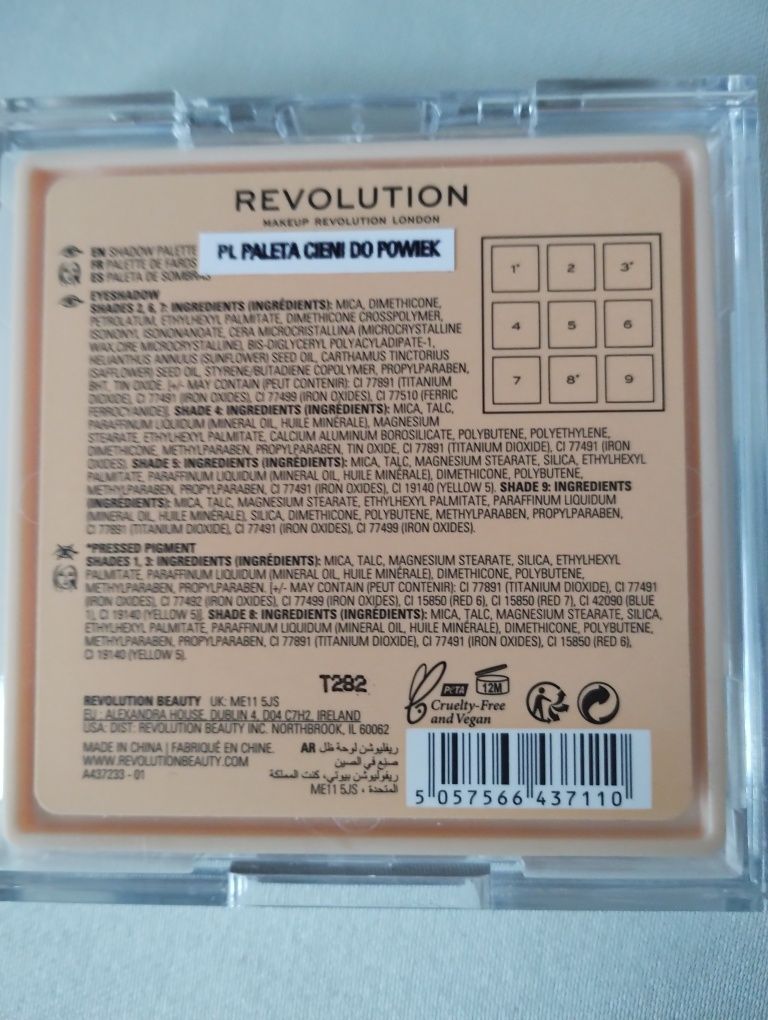 REVOLUTION
MAKEUP REVOLUTION LONDON
EN SHADOW PALETTE
FR PALETTE DE FARDS
ES PALETA DE SOMBRAS
PL PALETA CIENI DO POWIEK
1* 2 3*
4 5 6
7 8* 9
EYESHADOW
SHADES 2, 6, 7: INGREDIENTS (INGRÉDIENTS): MICA, DIMETHICONE,
PETROLATUM, ETHYLHEXYL PALMITATE, DIMETHICONE CROSSPOLYMER,
ISONONYL ISONONANOATE, CERA MICROCRISTALLINA (MICROCRYSTALLINE
WAX, CIRE MICROCRYSTALLINE), BIS-DIGLYCERYL POLYACYLADIPATE-1,
HELIANTHUS ANNUUS (SUNFLOWER) SEED OIL, CARTHAMUS TINCTORIUS
(SAFFLOWER) SEED OIL, STYRENE/BUTADIENE COPOLYMER, PROPYLPARABEN,
BHT, TIN OXIDE. [+/- MAY CONTAIN (PEUT CONTENIR): CI 77891 (TITANIUM
DIOXIDE), CI 77491 (IRON OXIDES), CI 77499 (IRON OXIDES), CI 77510 (FERRIC
FERROCYANIDE)]. SHADE 4: INGREDIENTS (INGRÉDIENTS): MICA, TALC,
PARAFFINUM LIQUIDUM (MINERAL OIL, HUILE MINÉRALE), MAGNESIUM
STEARATE, ETHYLHEXYL PALMITATE, CALCIUM ALUMINUM BOROSILICATE, POLYBUTENE, POLYETHYLENE,
DIMETHICONE, METHYLPARABEN, PROPYLPARABEN, TIN OXIDE, CI 77891 (TITANIUM DIOXIDE), CI 77491 (IRON
OXIDES). SHADE 5: INGREDIENTS (INGRÉDIENTS): MICA, TALC, MAGNESIUM STEARATE, SILICA, ETHYLHEXYL
PALMITATE, PARAFFINUM LIQUIDUM (MINERAL OIL, HUILE MINÉRALE), DIMETHICONE, POLYBUTENE,
METHYLPARABEN, PROPYLPARABEN, CI 77491 (IRON OXIDES), CI 19140 (YELLOW 5). SHADE 9: INGREDIENTS
(INGRÉDIENTS): MICA, TALC, MAGNESIUM STEARATE, ETHYLHEXYL PALMITATE, PARAFFINUM LIQUIDUM
(MINERAL OIL, HUILE MINÉRALE), SILICA, DIMETHICONE, POLYBUTENE, METHYLPARABEN, PROPYLPARABEN,
CI 77891 (TITANIUM DIOXIDE), CI 77491 (IRON OXIDES), CI 77499 (IRON OXIDES).
*PRESSED PIGMENT
SHADES 1, 3: INGREDIENTS (INGRÉDIENTS): MICA, TALC, MAGNESIUM STEARATE, SILICA, ETHYLHEXYL
PALMITATE, PARAFFINUM LIQUIDUM (MINERAL OIL, HUILE MINÉRALE), DIMETHICONE, POLYBUTENE,
METHYLPARABEN, PROPYLPARABEN. [+/- MAY CONTAIN (PEUT CONTENIR): CI 77891 (TITANIUM DIOXIDE), CI 77491
(IRON OXIDES), CI 77492 (IRON OXIDES), CI 77499 (IRON OXIDES), CI 15850 (RED 6), CI 15850 (RED 7), CI 42090 (BLUE
1), CI 19140 (YELLOW 5)]. SHADE 8: INGREDIENTS (INGRÉDIENTS): MICA, TALC, MAGNESIUM STEARATE, SILICA,
ETHYLHEXYL PALMITATE, PARAFFINUM LIQUIDUM (MINERAL OIL, HUILE MINÉRALE), DIMETHICONE, POLYBUTENE,
METHYLPARABEN, PROPYLPARABEN, CI 77891 (TITANIUM DIOXIDE), CI 77491 (IRON OXIDES), CI 15850 (RED 6),
CI 19140 (YELLOW 5).
T282
REVOLUTION BEAUTY UK: ME11 5JS
EU : ALEXANDRA HOUSE, DUBLIN 4, D04 C7H2, IRELAND
USA: DIST. REVOLUTION BEAUTY INC. NORTHBROOK, IL 60062
MADE IN CHINA | FABRIQUÉ EN CHINE.
WWW.REVOLUTIONBEAUTY.COM
A437233 - 01
AR ريفليوشن لوحة ظل
صنع في الصين
ريفوليوشن بيوتي، كنت المملكة
المتحدة، ME11 5JS
PETA
Cruelty-Free
and Vegan
12M
5 057566 437110